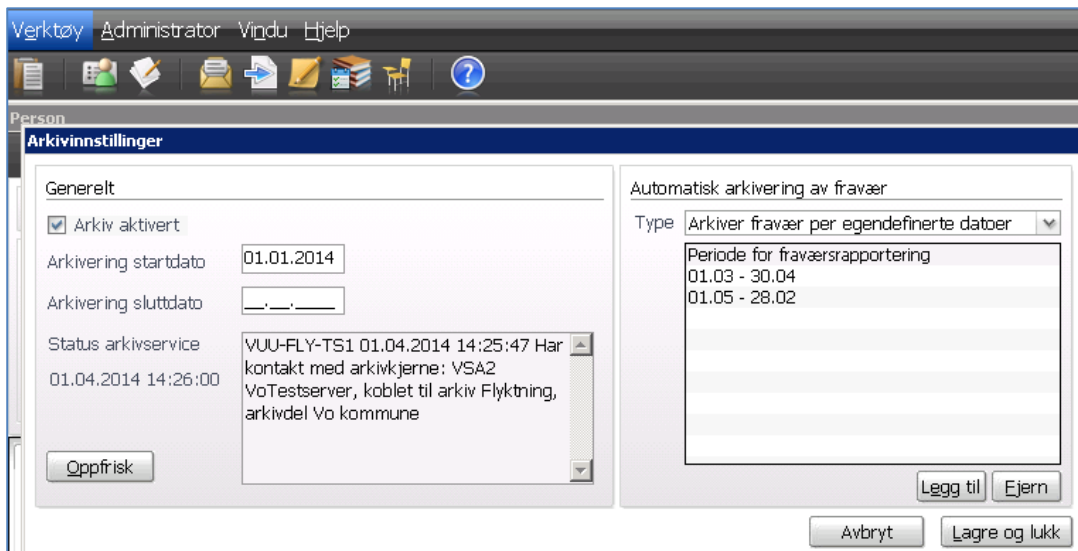 Verktøy Administrator Vindu Hjelp
Person
Arkivinnstillinger
Generelt
Arkiv aktivert
Arkivering startdato 01.01.2014
Arkivering sluttdato __.__.____
Status arkivservice
01.04.2014 14:26:00
VUU-FLY-TS1 01.04.2014 14:25:47 Har
kontakt med arkivkjerne: VSA2
VoTestserver, koblet til arkiv Flyktning,
arkivdel Vo kommune
Oppfrisk
Automatisk arkivering av fravær
Type Arkiver fravær per egendefinerte datoer
Periode for fraværsrapportering
01.03 - 30.04
01.05 - 28.02
Legg til Fjern
Avbryt Lagre og lukk